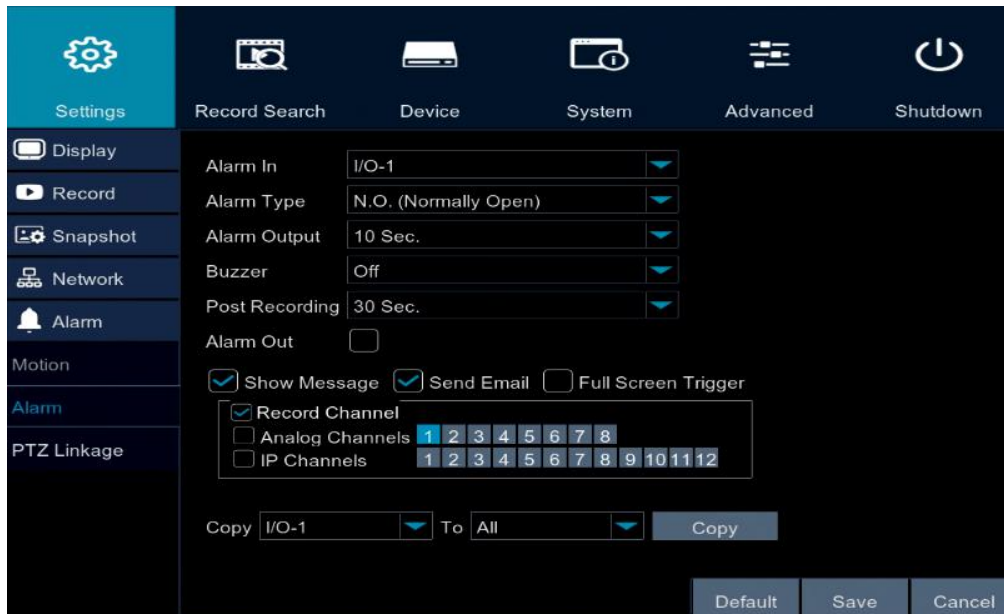 Settings Record Search Device System Advanced Shutdown
Display
Record
Snapshot
Network
Alarm
Motion
Alarm
PTZ Linkage
Alarm In I/O-1
Alarm Type N.O. (Normally Open)
Alarm Output 10 Sec.
Buzzer Off
Post Recording 30 Sec.
Alarm Out
Show Message Send Email Full Screen Trigger
Record Channel
Analog Channels 1 2 3 4 5 6 7 8
IP Channels 1 2 3 4 5 6 7 8 9 10 11 12
Copy I/O-1 To All Copy
Default Save Cancel